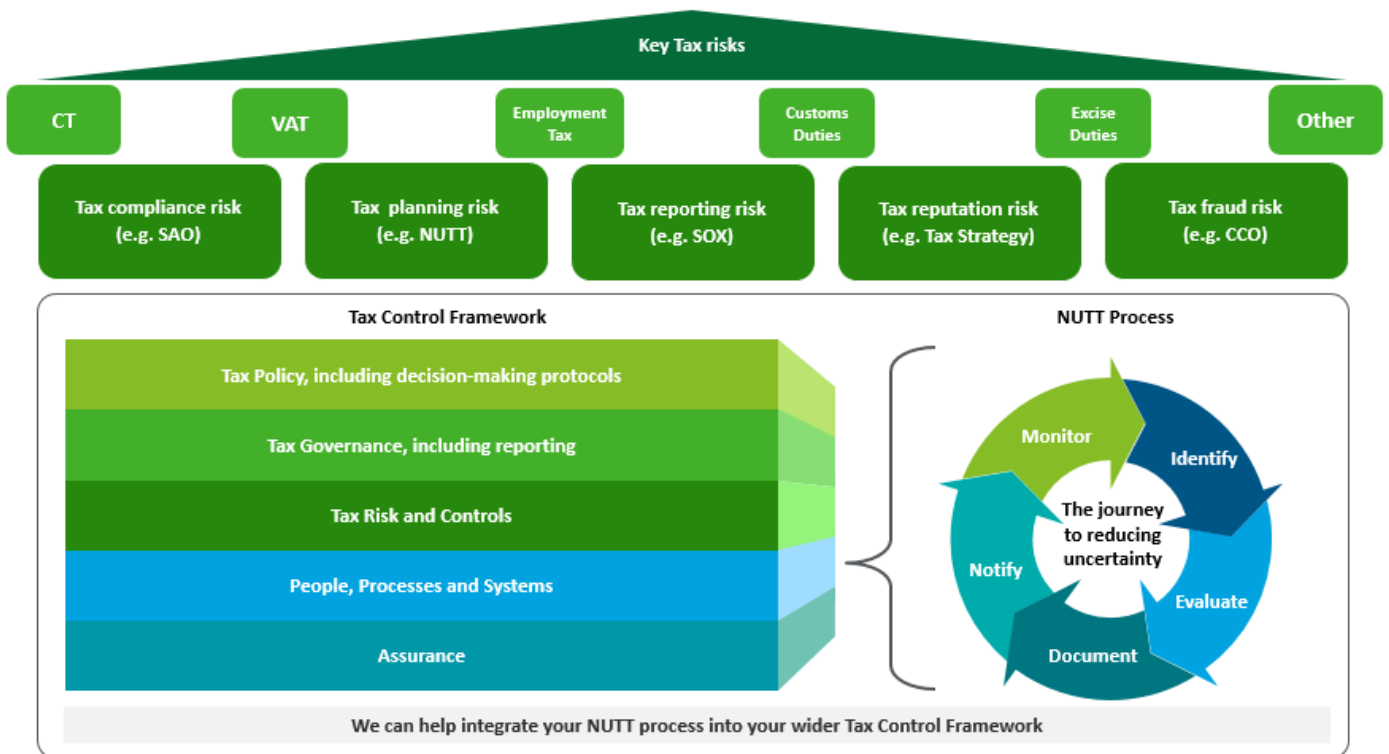 Key Tax risks
CT
VAT
Employment
Tax
Customs
Duties
Excise
Duties
Other
Tax compliance risk
(e.g. SAO)
Tax planning risk
(e.g. NUTT)
Tax reporting risk
(e.g. SOX)
Tax reputation risk
(e.g. Tax Strategy)
Tax fraud risk
(e.g. CCO)
Tax Control Framework
Tax Policy, including decision-making protocols
Tax Governance, including reporting
Tax Risk and Controls
People, Processes and Systems
Assurance
NUTT Process
Monitor
Identify
Evaluate
Document
Notify
The journey
to reducing
uncertainty
We can help integrate your NUTT process into your wider Tax Control Framework